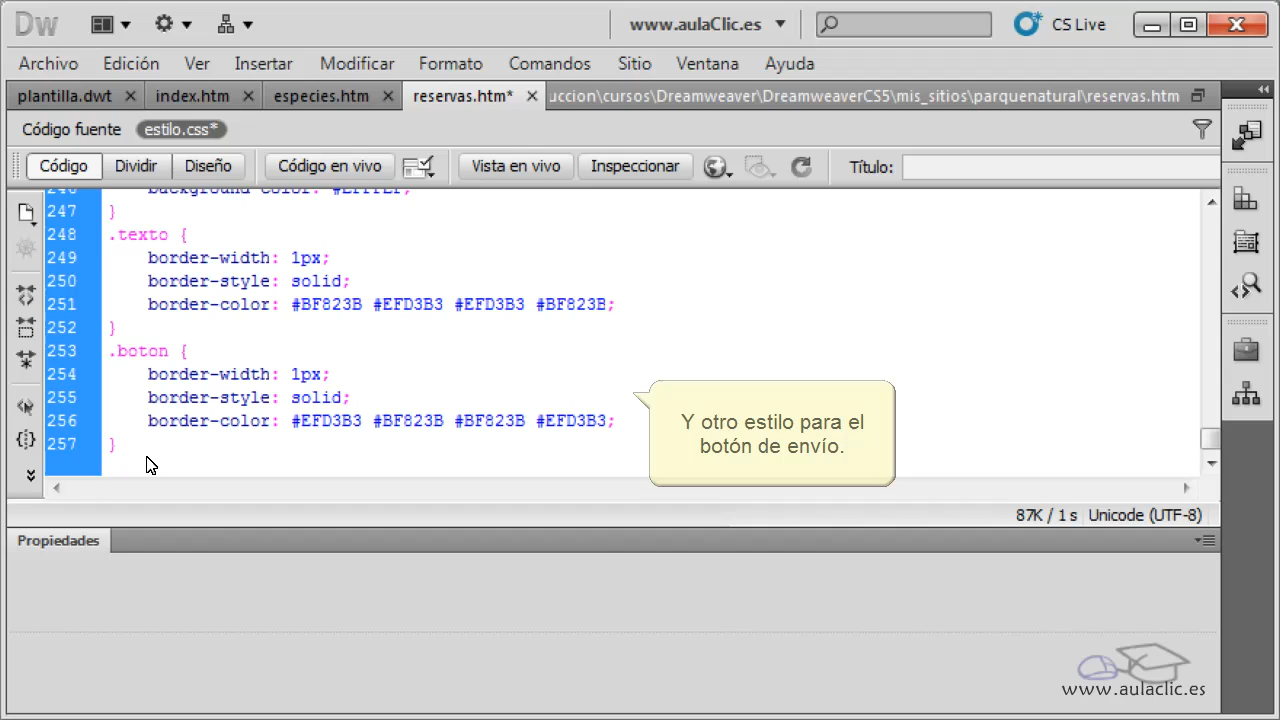 Dw
www.aulaClic.es
CS Live
Archivo Edición Ver Insertar Modificar Formato Comandos Sitio Ventana Ayuda
plantilla.dwt index.htm especies.htm reservas.htm* uccion\cursos\Dreamweaver\DreamweaverCS5\mis_sitios\parquenatural\reservas.htm
Código fuente estilo.css*
Código Dividir Diseño Código en vivo Vista en vivo Inspeccionar Título:
247 }
248 .texto {
249 border-width: 1px;
250 border-style: solid;
251 border-color: #BF823B #EFD3B3 #EFD3B3 #BF823B;
252 }
253 .boton {
254 border-width: 1px;
255 border-style: solid;
256 border-color: #EFD3B3 #BF823B #BF823B #EFD3B3;
257 }
Y otro estilo para el
botón de envío.
87K / 1 s Unicode (UTF-8)
Propiedades
www.aulaclic.es